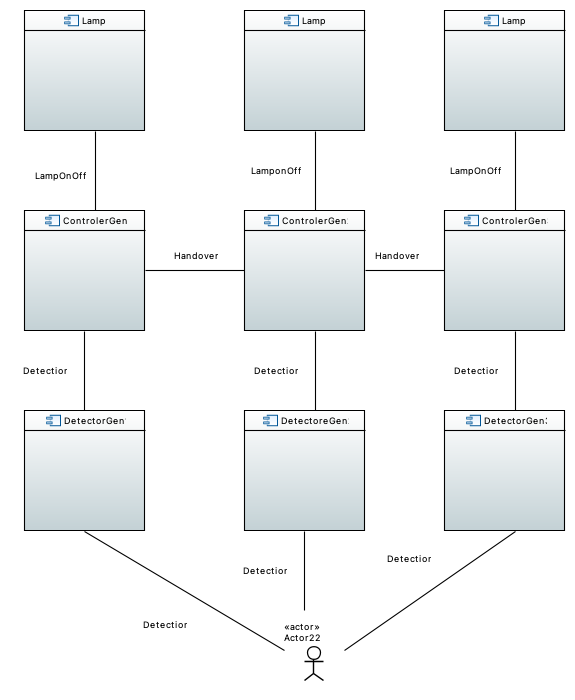 Lamp
Lamp
Lamp
LampOnOff
LamponOff
LampOnOff
ControlerGen
ControlerGen
ControlerGen
Handover
Handover
Detectior
Detectior
Detectior
DetectorGen
DetectoreGen
DetectorGen
Detectior
Detectior
Detectior
«actor»
Actor22